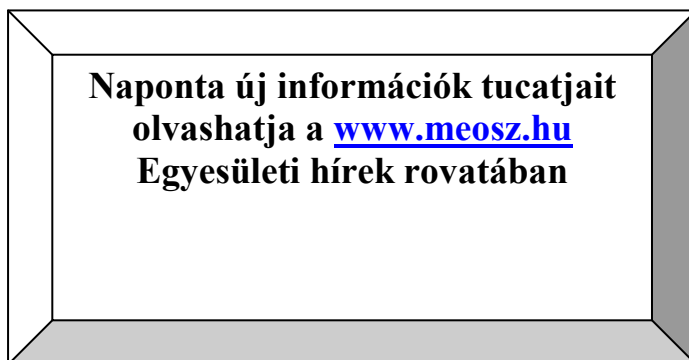 Naponta új információk tucatjait
olvashatja a www.meosz.hu
Egyesületi hírek rovatában